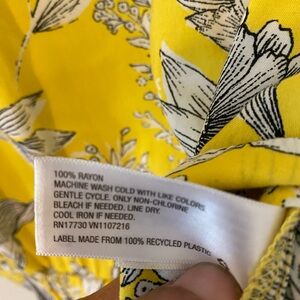 100% RAYON
MACHINE WASH COLD WITH LIKE COLORS
GENTLE CYCLE. ONLY NON-CHLORINE
BLEACH IF NEEDED. LINE DRY.
COOL IRON IF NEEDED.
RN17730 VN1107216
LABEL MADE FROM 100% RECYCLED PLASTIC